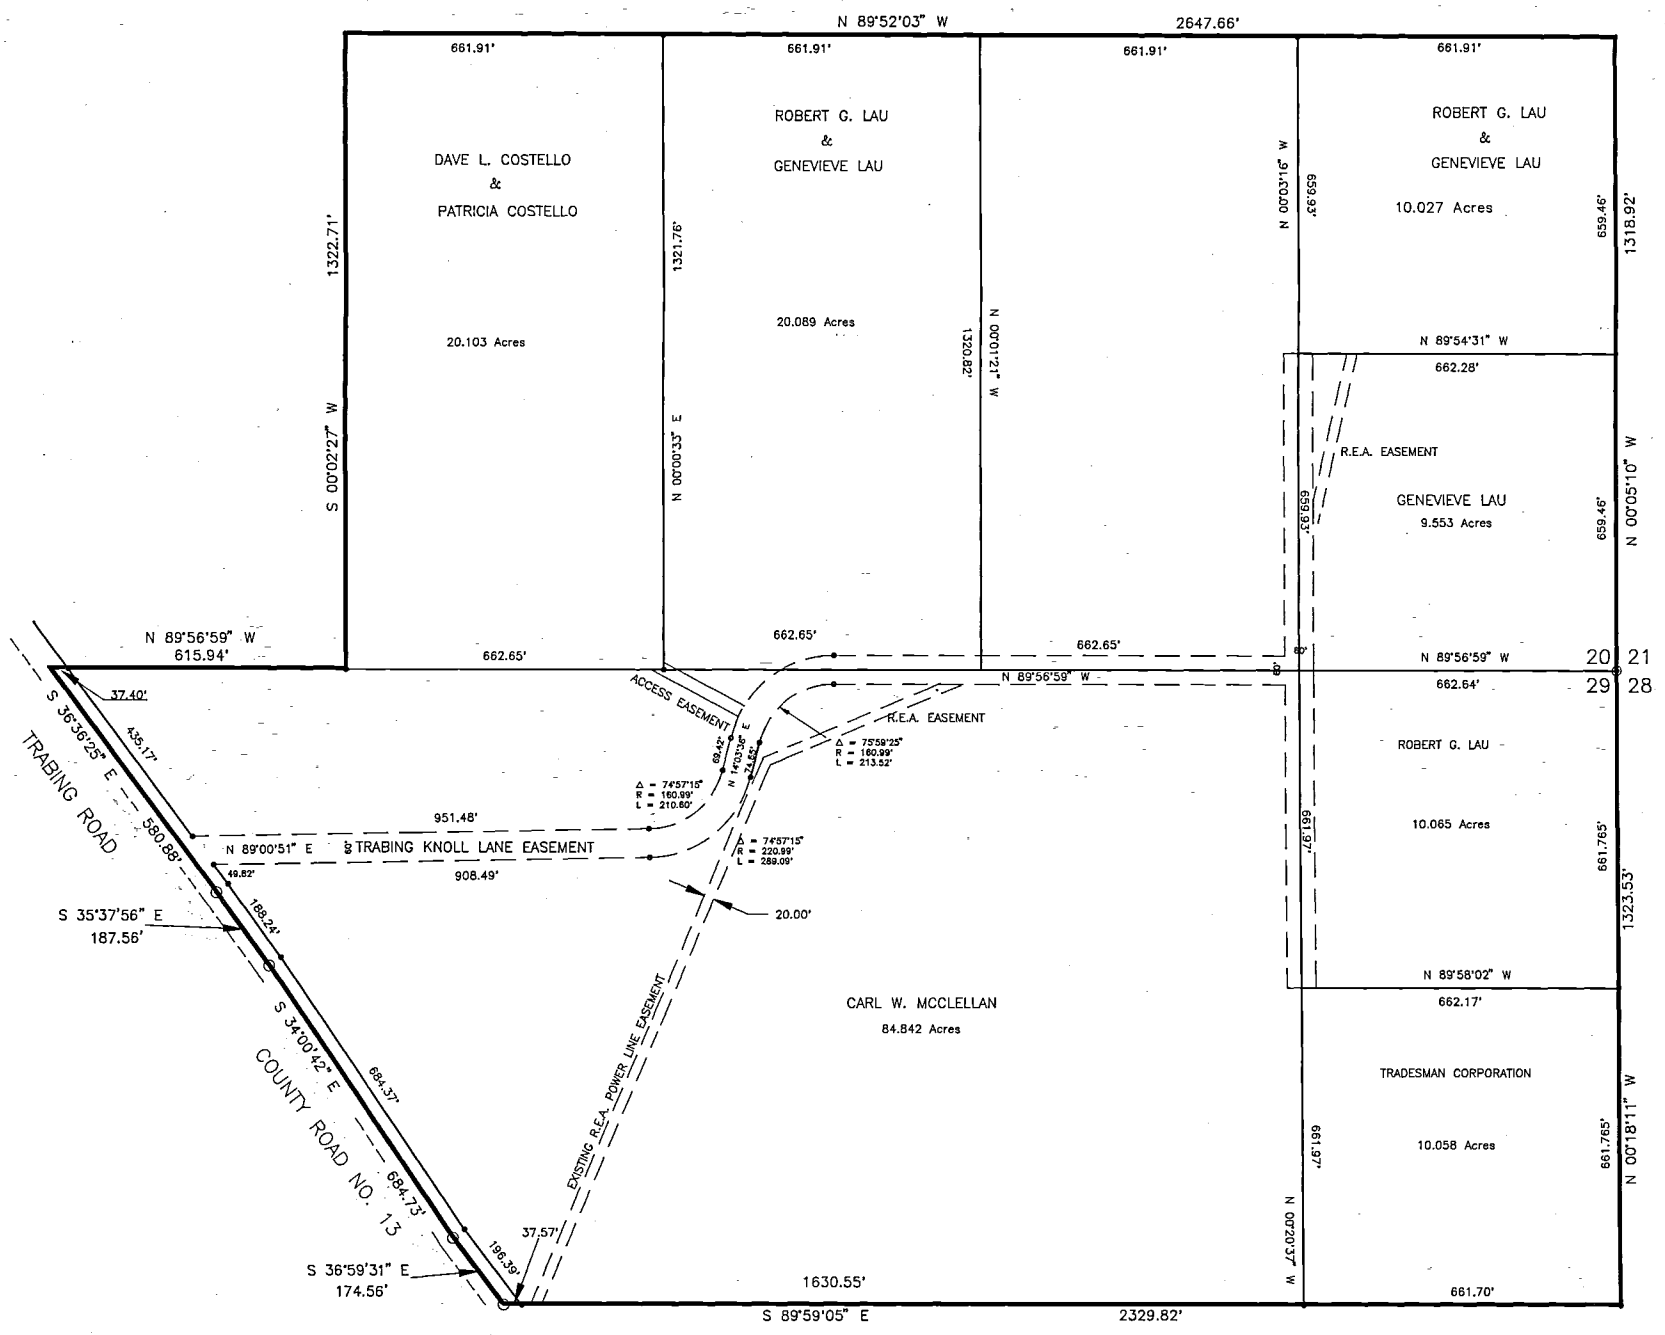 N 89°52'03" W 2647.66'
661.91' 661.91' 661.91' 661.91'
DAVE L. COSTELLO
&
PATRICIA COSTELLO
20.103 Acres
ROBERT G. LAU
&
GENEVIEVE LAU
20.089 Acres
ROBERT G. LAU
&
GENEVIEVE LAU
10.027 Acres
1322.71'
S 00°02'27" W
1321.76'
N 00°00'33" E
N 00°01'21" W
1320.82'
N 00°03'16" W
659.93'
659.46'
1318.92'
N 89°54'31" W
662.28'
R.E.A. EASEMENT
GENEVIEVE LAU
9.553 Acres
659.93'
659.46'
N 00°05'10" W
N 89°56'59" W
615.94'
662.65'
662.65'
662.65'
N 89°56'59" W
60'
N 89°56'59" W
662.64'
20 21
29 28
37.40'
S 36°36'25" E
580.88'
435.17'
TRABING ROAD
ACCESS EASEMENT
R.E.A. EASEMENT
69.42'
N 14°03'36" E
74.65'
Δ = 75°59'25"
R = 160.99'
L = 213.52'
Δ = 74°57'15"
R = 160.99'
L = 210.60'
Δ = 74°57'15"
R = 220.99'
L = 289.09'
951.48'
N 89°00'51" E TRABING KNOLL LANE EASEMENT
908.49'
49.82'
188.24'
S 35°37'56" E
187.56'
20.00'
ROBERT G. LAU
10.065 Acres
661.97'
661.765'
1323.53'
N 89°58'02" W
662.17'
CARL W. MCCLELLAN
84.842 Acres
EXISTING R.E.A. POWER LINE EASEMENT
S 34°00'42" E
684.73'
684.37'
COUNTY ROAD NO. 13
TRADESMAN CORPORATION
10.058 Acres
661.97'
661.765'
N 00°18'11" W
N 00°20'37" W
196.39'
37.57'
S 36°59'31" E
174.56'
1630.55'
661.70'
S 89°59'05" E 2329.82'